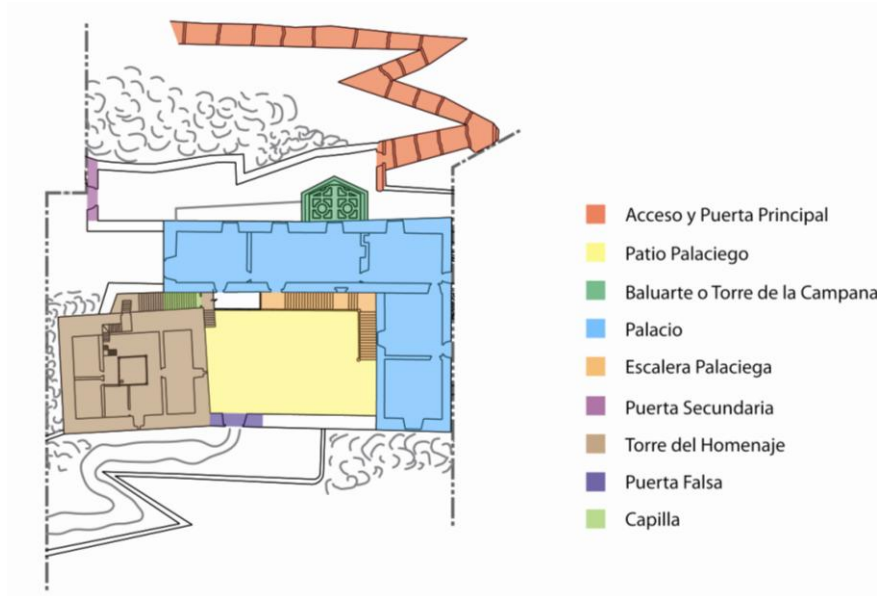 Acceso y Puerta Principal
Patio Palaciego
Baluarte o Torre de la Campana
Palacio
Escalera Palaciega
Puerta Secundaria
Torre del Homenaje
Puerta Falsa
Capilla